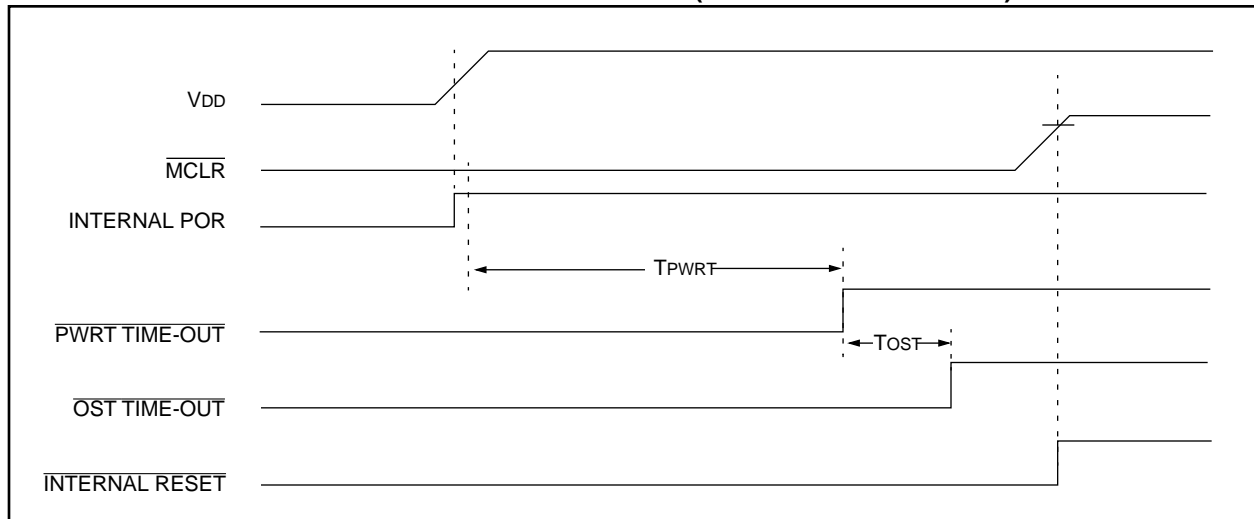 VDD
MCLR
INTERNAL POR
TPWRT
PWRT TIME-OUT
TOST
OST TIME-OUT
INTERNAL RESET